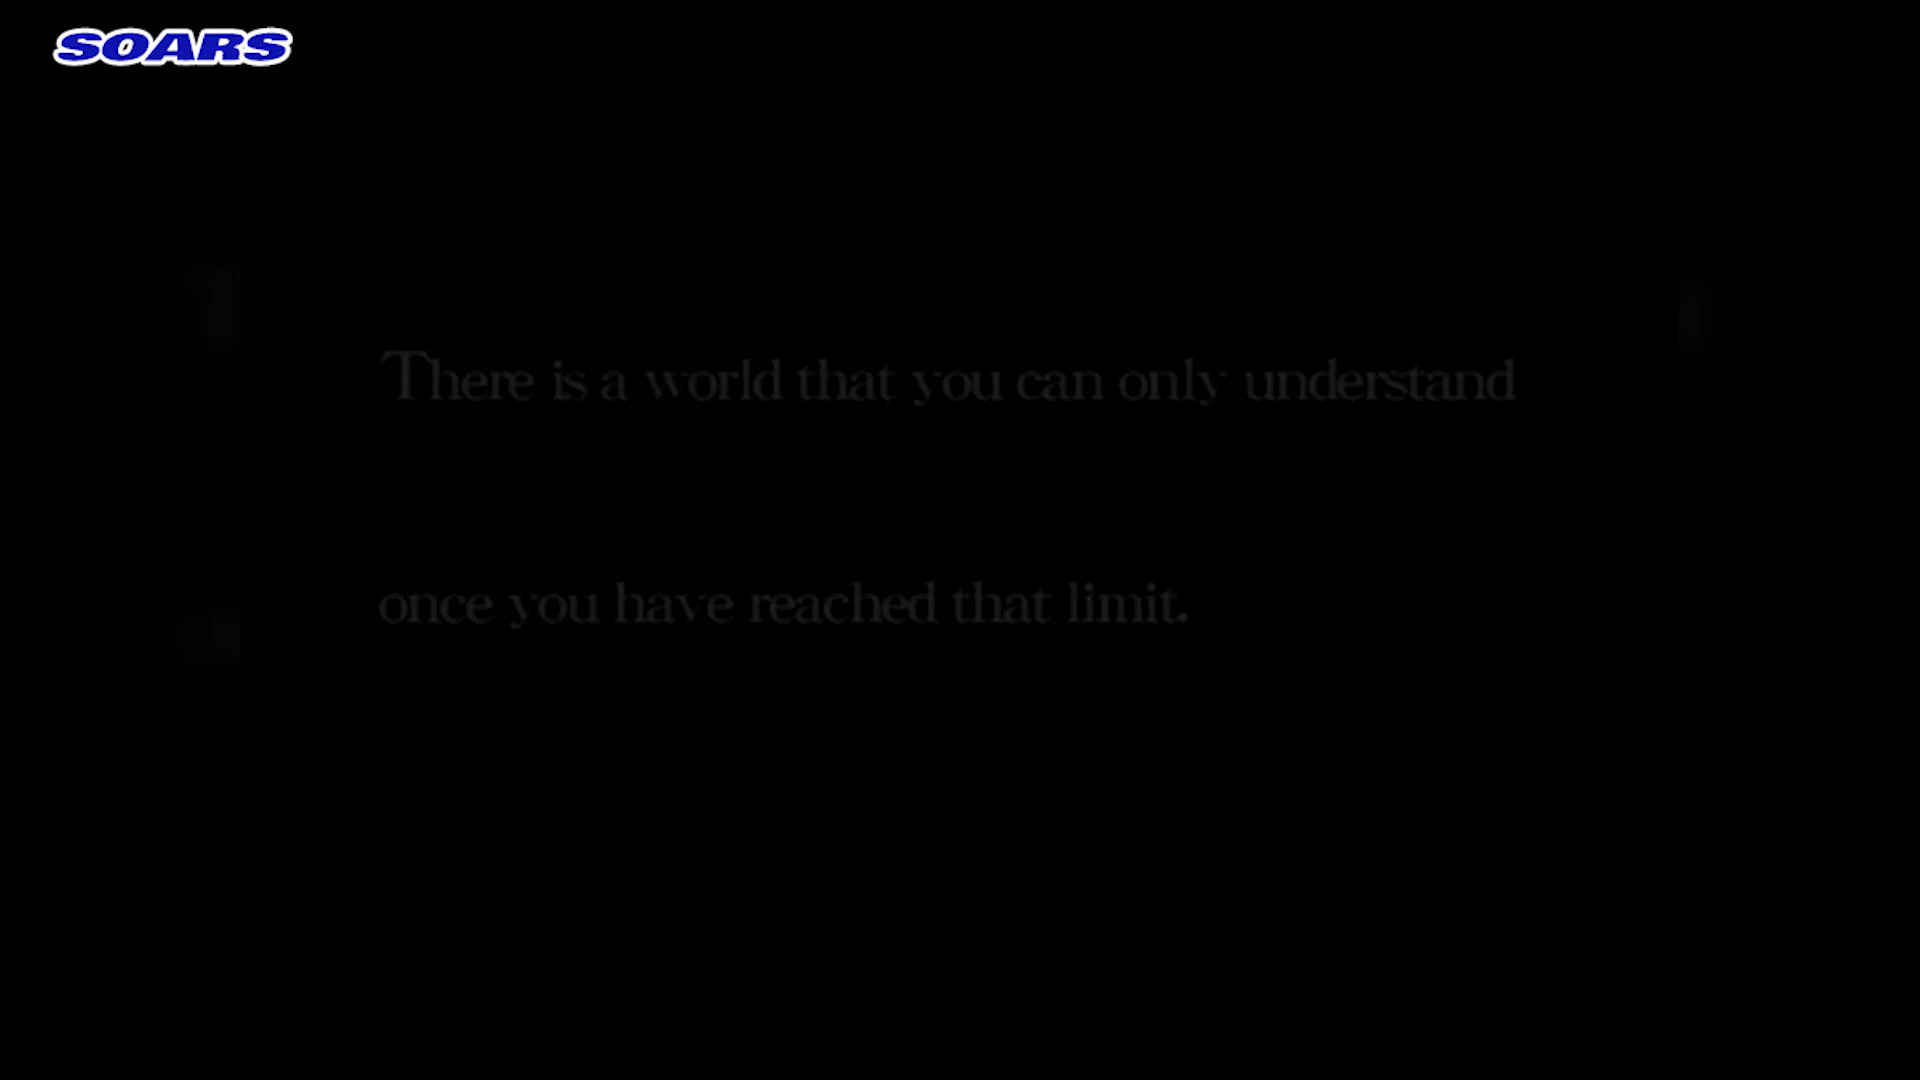 SOARS
There is a world that you can only understand
once you have reached that limit.